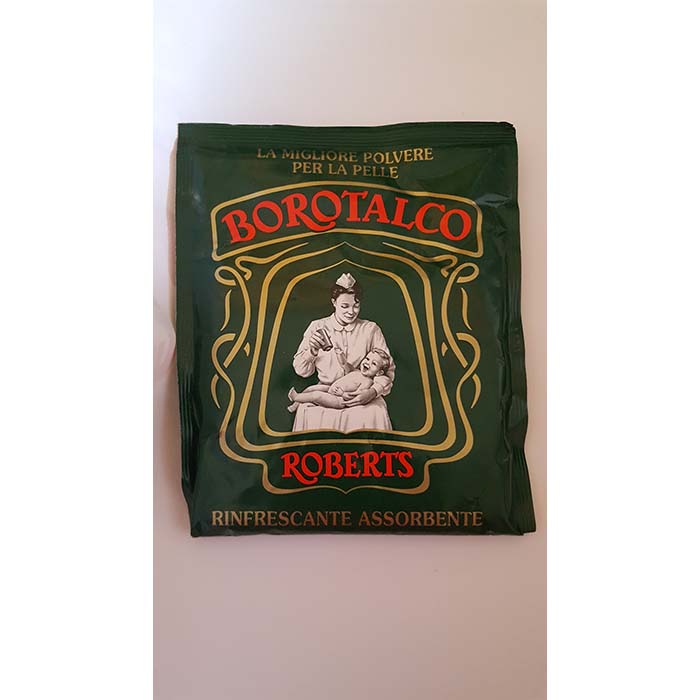 LA MIGLIORE POLVERE
PER LA PELLE
BOROTALCO
ROBERTS
RINFRESCANTE ASSORBENTE